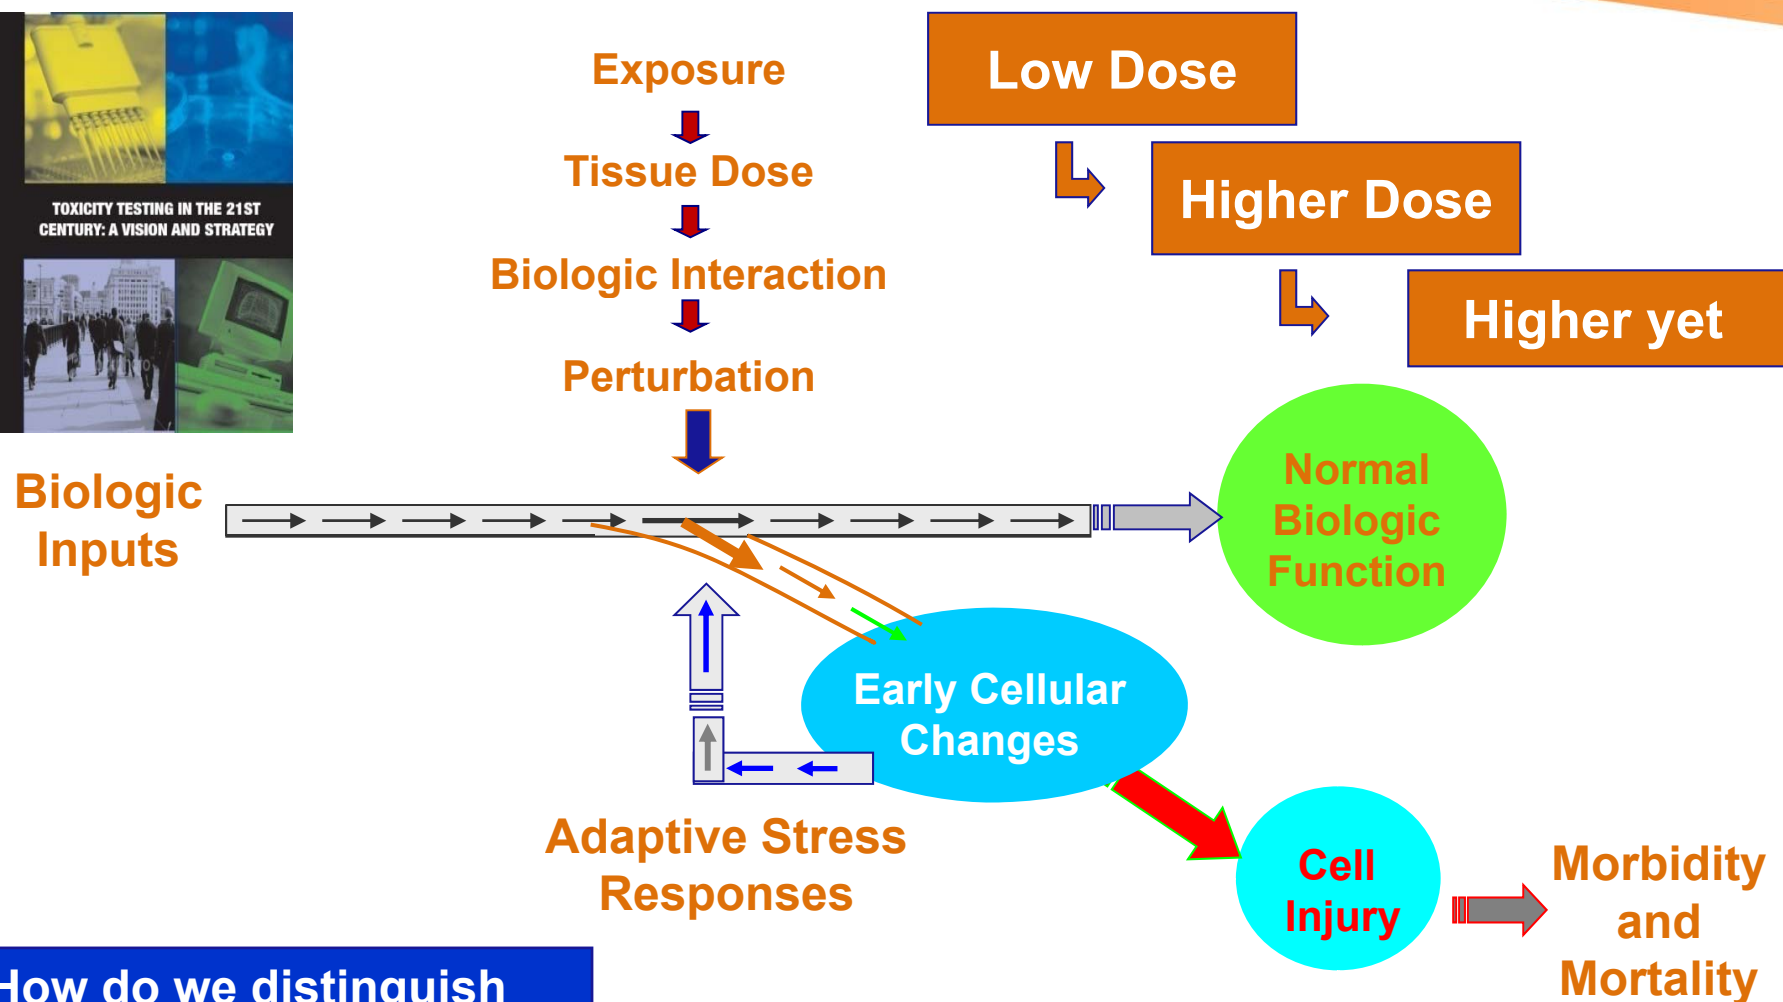 TOXICITY TESTING IN THE 21ST
CENTURY: A VISION AND STRATEGY
Exposure
Tissue Dose
Biologic Interaction
Perturbation
Low Dose
Higher Dose
Higher yet
Biologic
Inputs
Normal
Biologic
Function
Early Cellular
Changes
Adaptive Stress
Responses
Cell
Injury
Morbidity
and
Mortality
How do we distinguish